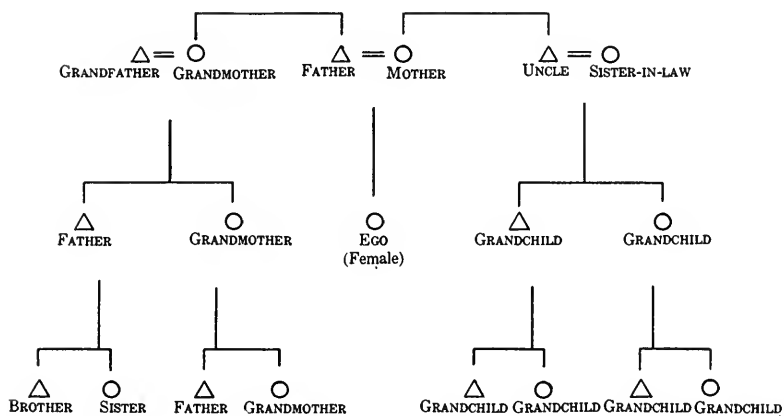 GRANDFATHER GRANDMOTHER FATHER MOTHER UNCLE SISTER-IN-LAW
FATHER GRANDMOTHER EGO GRANDCHILD GRANDCHILD
(Female)
BROTHER SISTER FATHER GRANDMOTHER GRANDCHILD GRANDCHILD GRANDCHILD GRANDCHILD